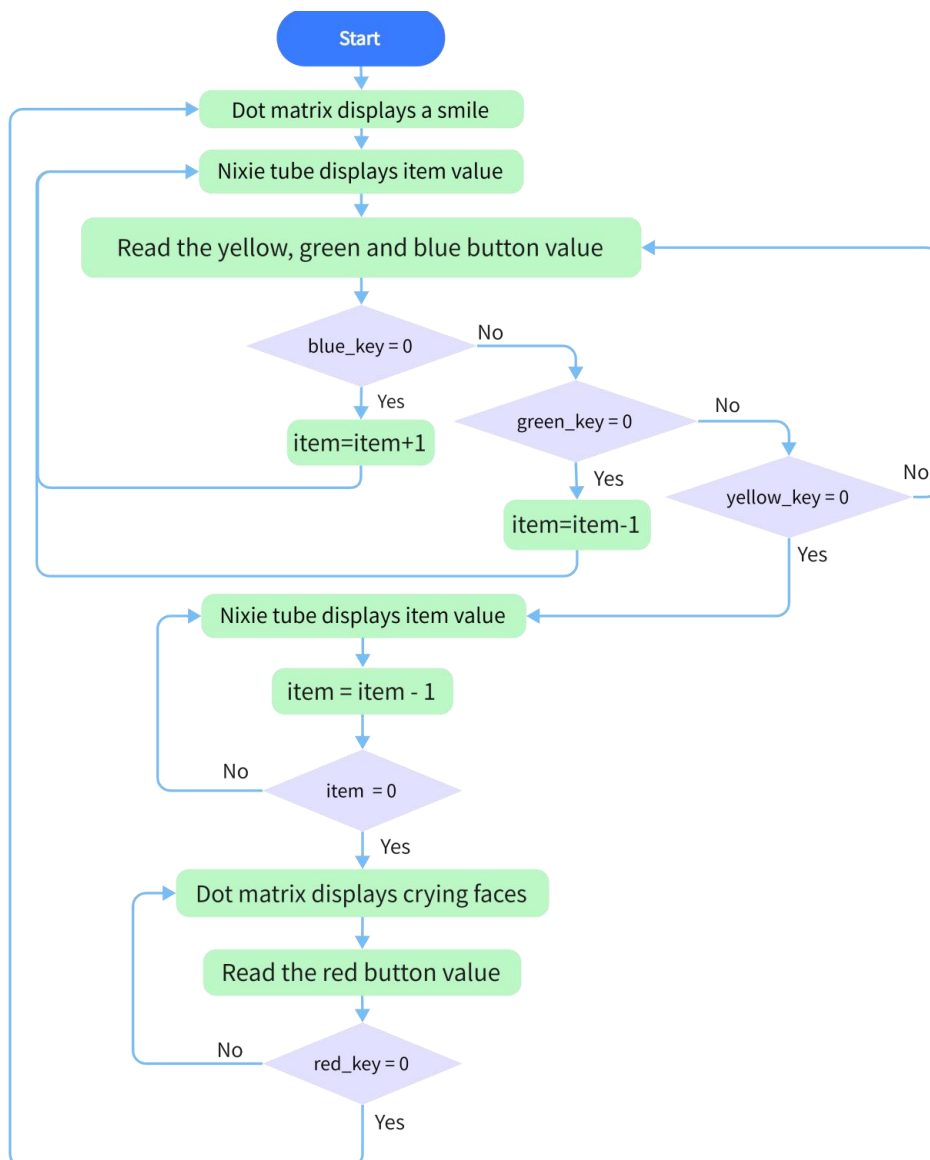 Start
Dot matrix displays a smile
Nixie tube displays item value
Read the yellow, green and blue button value
blue_key = 0
No
Yes
item=item+1
green_key = 0
No
Yes
item=item-1
yellow_key = 0
No
Yes
Nixie tube displays item value
item = item - 1
item = 0
No
Yes
Dot matrix displays crying faces
Read the red button value
red_key = 0
No
Yes